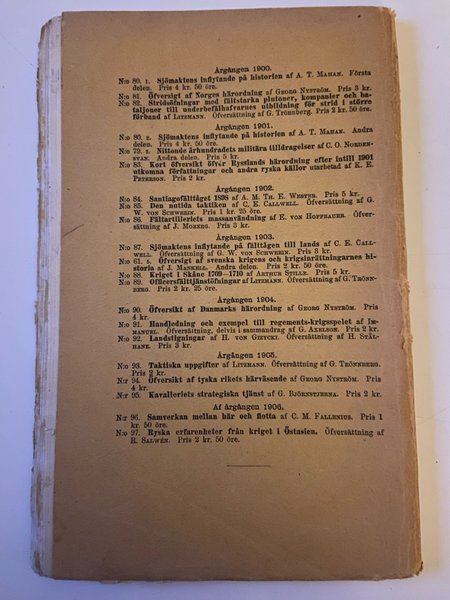 Årgången 1900.
N:o 80. 1. Sjömaktens inflytande på historien af A. T. MAHAN. Första
delen. Pris 4 kr. 50 öre.
N:o 81. Öfversigt af Norges härordning af GEORG NYSTRÖM. Pris 3 kr.
N:o 82. Stridsöfningar med fältstarka plutoner, kompanier och ba-
taljoner till underbefälhafvarnes utbildning för strid i större
förband af LITZMANN. Öfversättning af G. Trönnberg. Pris 2 kr. 50 öre.
Årgången 1901.
N:o 80. 2. Sjömaktens inflytande på historien af A. T. MAHAN. Andra
delen. Pris 4 kr. 50 öre.
N:o 79. 2. Nittonde århundradets militära tilldragelser af C. O. NORDEN-
SVAN. Andra delen. Pris 5 kr.
N:o 83. Kort öfversikt öfver Rysslands härordning efter intill 1901
utkomna författningar och andra ryska källor utarbetad af K. E.
PETERSON. Pris 2 kr.
Årgången 1902.
N:o 84. Santiagofälttåget 1898 af A. M. TH. E. WESTER. Pris 5 kr.
N:o 85. Den nutida taktiken af C. E. CALLWELL. Öfversättning af G.
W. VON SCHWERIN. Pris 1 kr. 25 öre.
N:o 86. Fältartilleriets massanvändning af E. VON HOFFBAUER. Öfver-
sättning af J. MOBERG. Pris 3 kr.
Årgången 1903.
N:o 87. Sjömaktens inflytande på fälttågen till lands af C. E. CALL-
WELL. Öfversättning af G. W. VON SCHWERIN. Pris 3 kr.
N:o 61. 5. Öfversigt af svenska krigens och krigsinrättningarnes hi-
storia af J. MANKELL. Andra delen. Pris 2 kr. 50 öre.
N:o 88. Kriget i Skåne 1709—1710 af ARTHUR STILLE. Pris 5 kr.
N:o 89. Officersfälttjänstöfningar af LITZMANN. Öfversättning af G. TRÖNN-
BERG. Pris 2 kr. 25 öre.
Årgången 1904.
N:o 90. Öfversikt af Danmarks härordning af GEORG NYSTRÖM. Pris
4 kr.
N:o 91. Handledning och exempel till regements-krigsspelet af IM-
MANUEL. Öfversättning, delvis i sammandrag af G. AXELSON. Pris 2 kr.
N:o 92. Landstigningar af H. VON GIZYCKI. Öfversättning af H. STÅL-
HANE. Pris 3 kr.
Årgången 1905.
N:o 93. Taktiska uppgifter af LITZMANN. Öfversättning af G. TRÖNNBERG.
Pris 2 kr.
N:r 94. Öfversikt af tyska rikets härväsende af GEORG NYSTRÖM. Pris
4 kr.
N:r 95. Kavalleriets strategiska tjänst af G. BJÖRNSTJERNA. Pris 2 kr.
Af årgången 1906.
N:r 96. Samverkan mellan här och flotta af C. M. FALLENIUS. Pris 1
kr. 50 öre.
N:o 97. Ryska erfarenheter från kriget i Östasien. Öfversättning af
R. SALWÉN. Pris 2 kr. 50 öre.